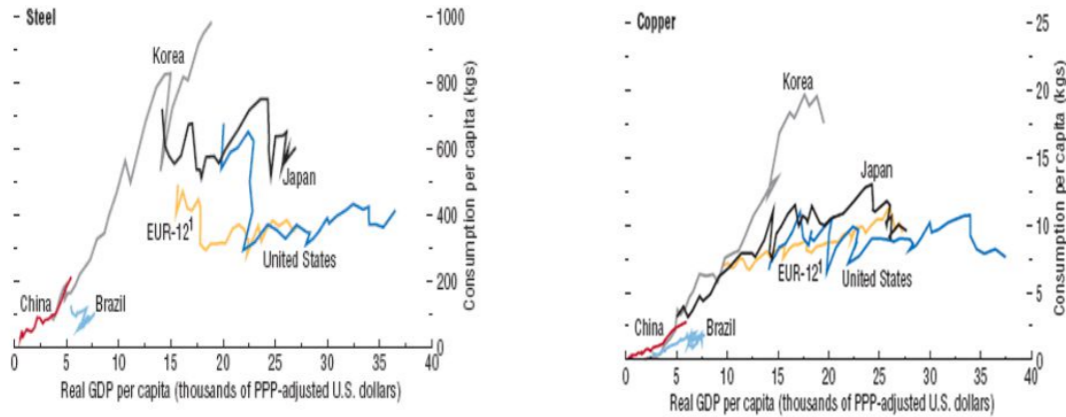 Steel
1000
800
600
400
200
0
Consumption per capita (kgs)
Korea
Japan
EUR-12¹
United States
China
Brazil
0 5 10 15 20 25 30 35 40
Real GDP per capita (thousands of PPP-adjusted U.S. dollars)
Copper
25
20
15
10
5
0
Consumption per capita (kgs)
Korea
Japan
EUR-12¹
United States
China
Brazil
0 5 10 15 20 25 30 35 40
Real GDP per capita (thousands of PPP-adjusted U.S. dollars)